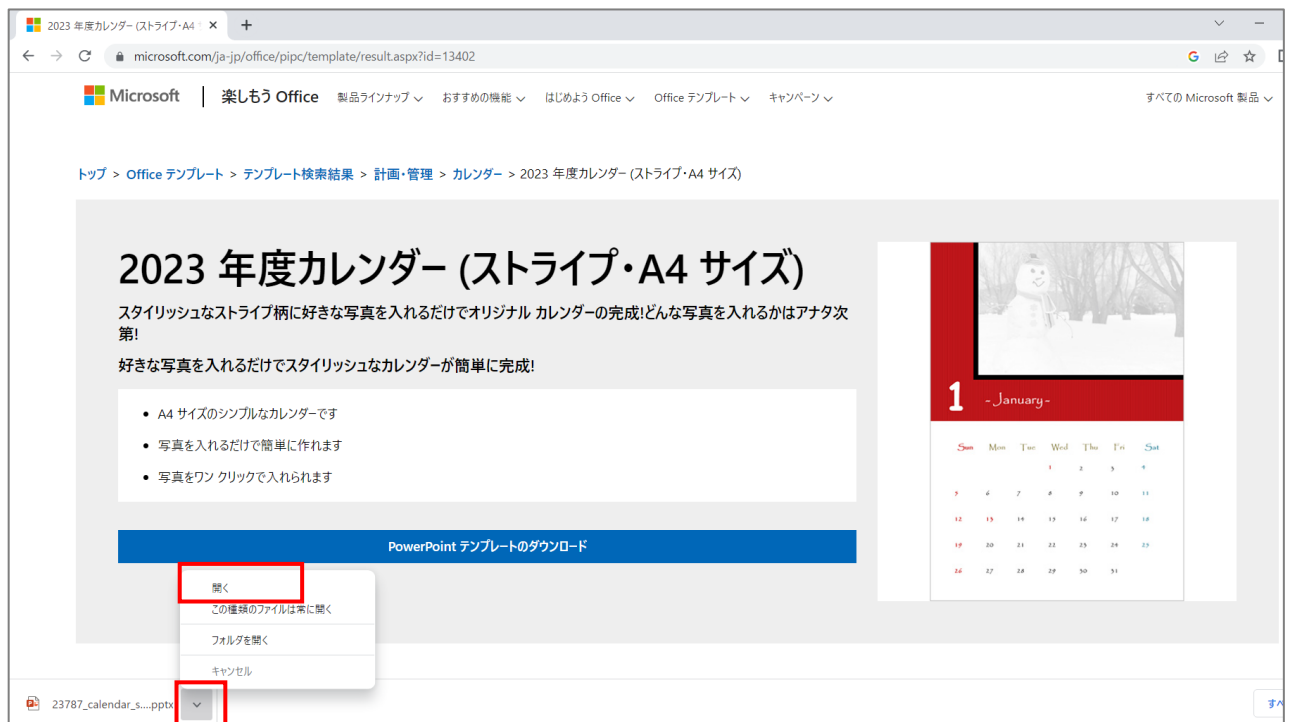 2023 年度カレンダー (ストライプ・A4
microsoft.com/ja-jp/office/pipc/template/result.aspx?id=13402
Microsoft
楽しもう Office
製品ラインナップ
おすすめの機能
はじめよう Office
Office テンプレート
キャンペーン
すべての Microsoft 製品
トップ > Office テンプレート > テンプレート検索結果 > 計画・管理 > カレンダー > 2023 年度カレンダー (ストライプ・A4 サイズ)
2023 年度カレンダー (ストライプ・A4 サイズ)
スタイリッシュなストライプ柄に好きな写真を入れるだけでオリジナル カレンダーの完成!どんな写真を入れるかはアナタ次
第!
好きな写真を入れるだけでスタイリッシュなカレンダーが簡単に完成!
• A4 サイズのシンプルなカレンダーです
• 写真を入れるだけで簡単に作れます
• 写真をワン クリックで入れられます
PowerPoint テンプレートのダウンロード
1 - January -
Sun Mon Tue Wed Thu Fri Sat
1 2 3 4
5 6 7 8 9 10 11
12 13 14 15 16 17 18
19 20 21 22 23 24 25
26 27 28 29 30 31
開く
この種類のファイルは常に開く
フォルダを開く
キャンセル
23787_calendar_s....pptx